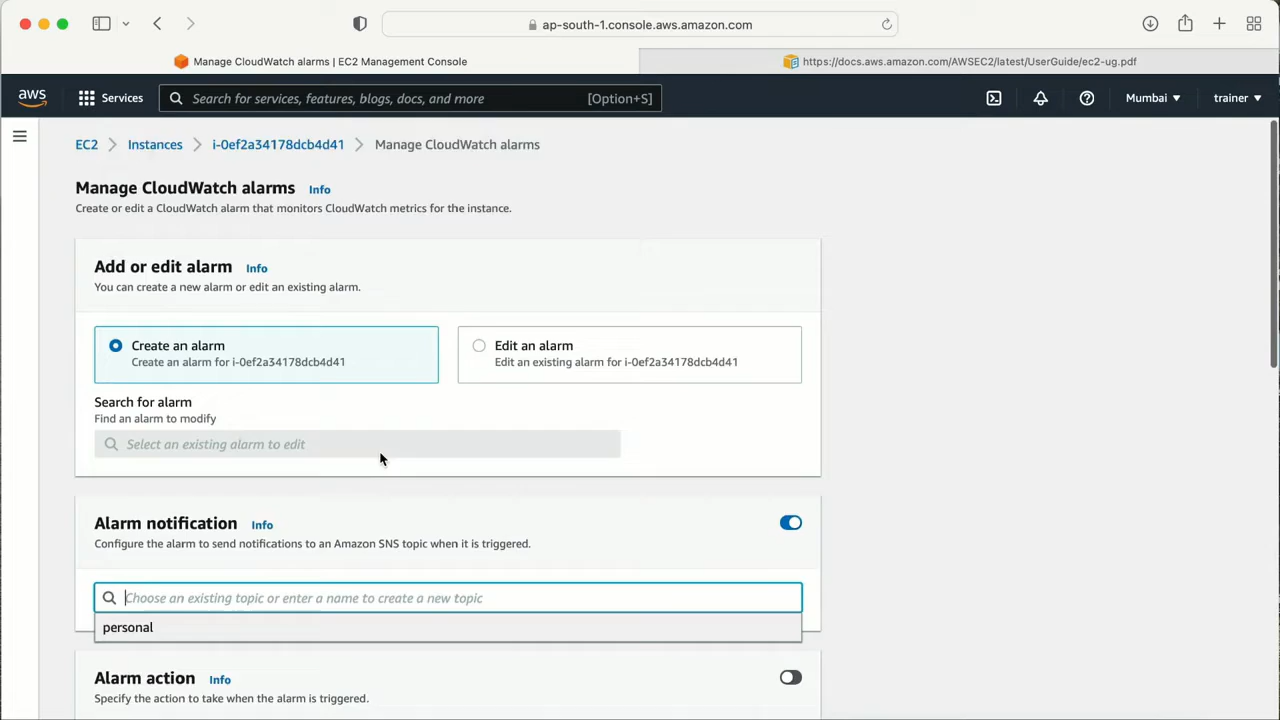 ap-south-1.console.aws.amazon.com
Manage CloudWatch alarms | EC2 Management Console
https://docs.aws.amazon.com/AWSEC2/latest/UserGuide/ec2-ug.pdf
aws
Services
Search for services, features, blogs, docs, and more
[Option+S]
Mumbai
trainer
EC2
Instances
i-0ef2a34178dcb4d41
Manage CloudWatch alarms
Manage CloudWatch alarms Info
Create or edit a CloudWatch alarm that monitors CloudWatch metrics for the instance.
Add or edit alarm Info
You can create a new alarm or edit an existing alarm.
Create an alarm
Create an alarm for i-0ef2a34178dcb4d41
Edit an alarm
Edit an existing alarm for i-0ef2a34178dcb4d41
Search for alarm
Find an alarm to modify
Select an existing alarm to edit
Alarm notification Info
Configure the alarm to send notifications to an Amazon SNS topic when it is triggered.
Choose an existing topic or enter a name to create a new topic
personal
Alarm action Info
Specify the action to take when the alarm is triggered.